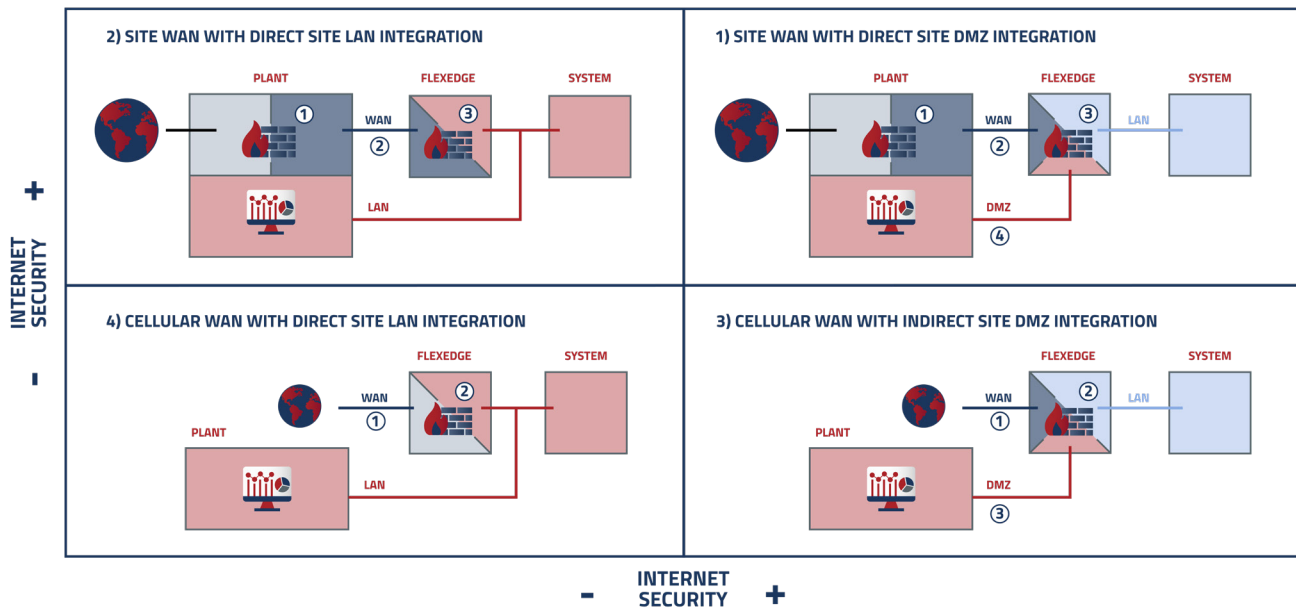 2) SITE WAN WITH DIRECT SITE LAN INTEGRATION
PLANT
FLEXEDGE
SYSTEM
1
WAN
2
3
LAN
1) SITE WAN WITH DIRECT SITE DMZ INTEGRATION
PLANT
FLEXEDGE
SYSTEM
1
WAN
2
3
LAN
DMZ
4
+
INTERNET
SECURITY
-
4) CELLULAR WAN WITH DIRECT SITE LAN INTEGRATION
FLEXEDGE
SYSTEM
WAN
1
2
PLANT
LAN
3) CELLULAR WAN WITH INDIRECT SITE DMZ INTEGRATION
FLEXEDGE
SYSTEM
WAN
1
2
LAN
PLANT
DMZ
3
- INTERNET +
SECURITY